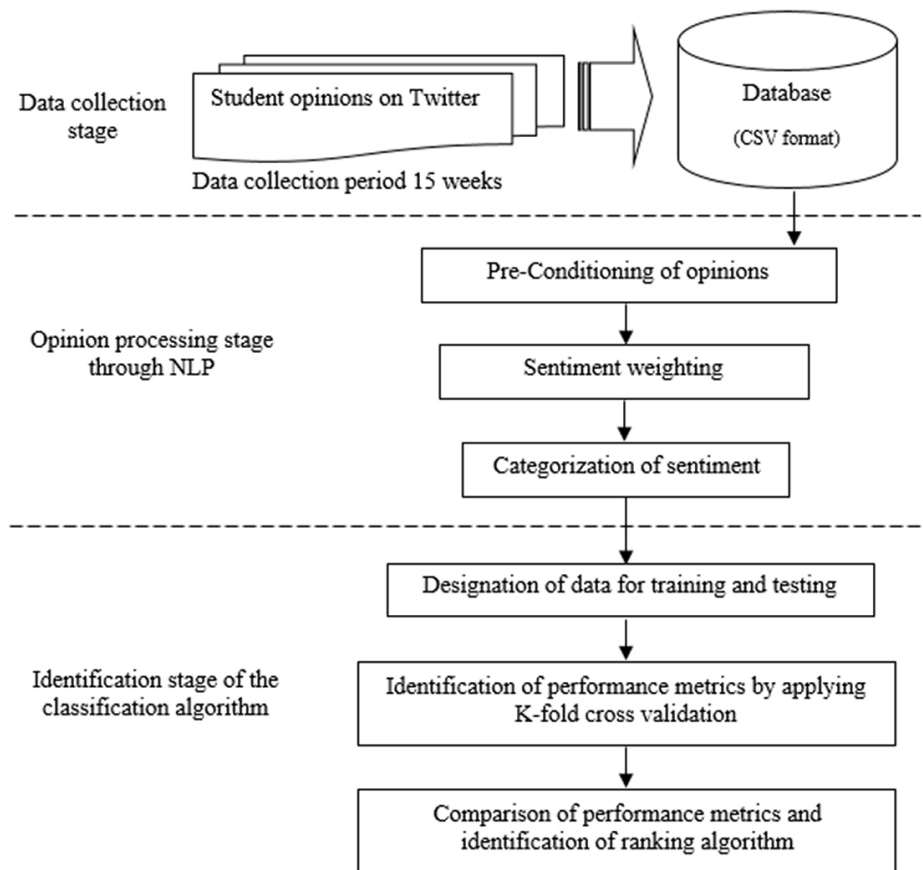 Data collection
stage
Student opinions on Twitter
Data collection period 15 weeks
Database
(CSV format)
Opinion processing stage
through NLP
Pre-Conditioning of opinions
Sentiment weighting
Categorization of sentiment
Identification stage of the
classification algorithm
Designation of data for training and testing
Identification of performance metrics by applying
K-fold cross validation
Comparison of performance metrics and
identification of ranking algorithm